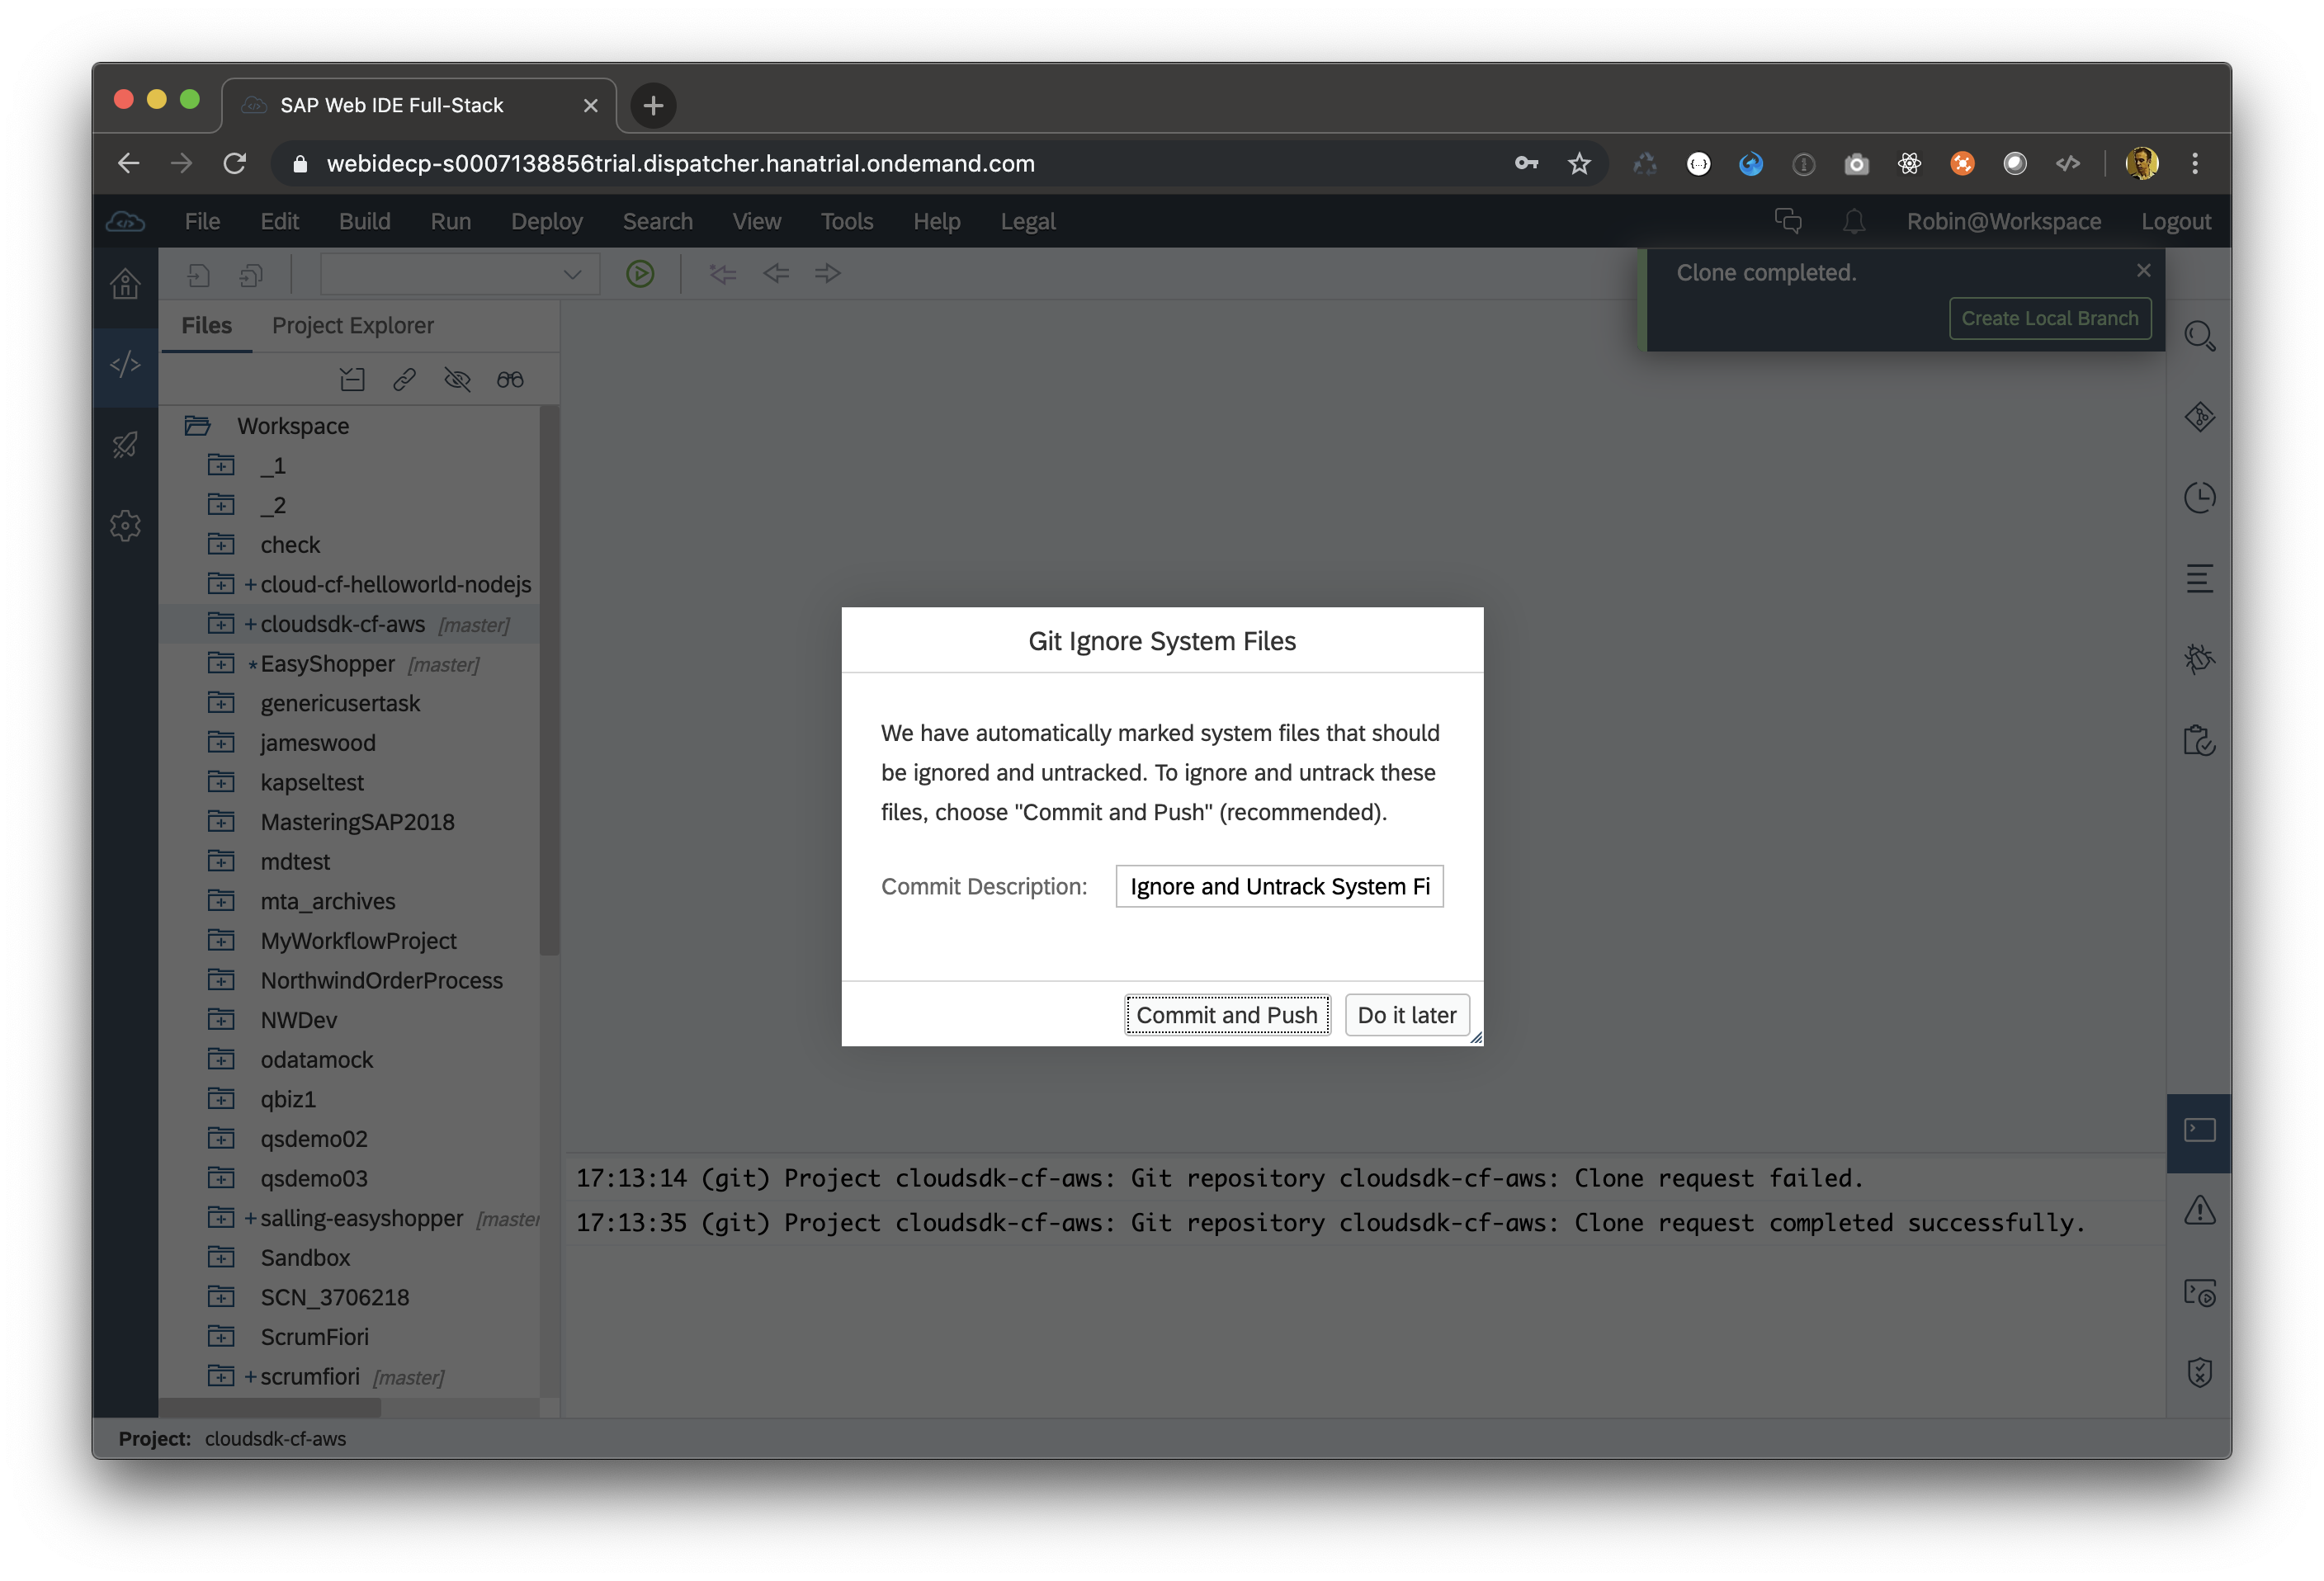 SAP Web IDE Full-Stack
webidecp-s0007138856trial.dispatcher.hanatrial.ondemand.com
File Edit Build Run Deploy Search View Tools Help Legal Robin@Workspace Logout
Clone completed.
Create Local Branch
Files Project Explorer
Workspace
_1
_2
check
+cloud-cf-helloworld-nodejs
+cloudsdk-cf-aws [master]
*EasyShopper [master]
genericusertask
jameswood
kapseltest
MasteringSAP2018
mdtest
mta_archives
MyWorkflowProject
NorthwindOrderProcess
NWDev
odatamock
qbiz1
qsdemo02
qsdemo03
+salling-easyshopper [master
Sandbox
SCN_3706218
ScrumFiori
+scrumfiori [master]
Git Ignore System Files
We have automatically marked system files that should
be ignored and untracked. To ignore and untrack these
files, choose "Commit and Push" (recommended).
Commit Description: Ignore and Untrack System Fi
Commit and Push Do it later
17:13:14 (git) Project cloudsdk-cf-aws: Git repository cloudsdk-cf-aws: Clone request failed.
17:13:35 (git) Project cloudsdk-cf-aws: Git repository cloudsdk-cf-aws: Clone request completed successfully.
Project: cloudsdk-cf-aws